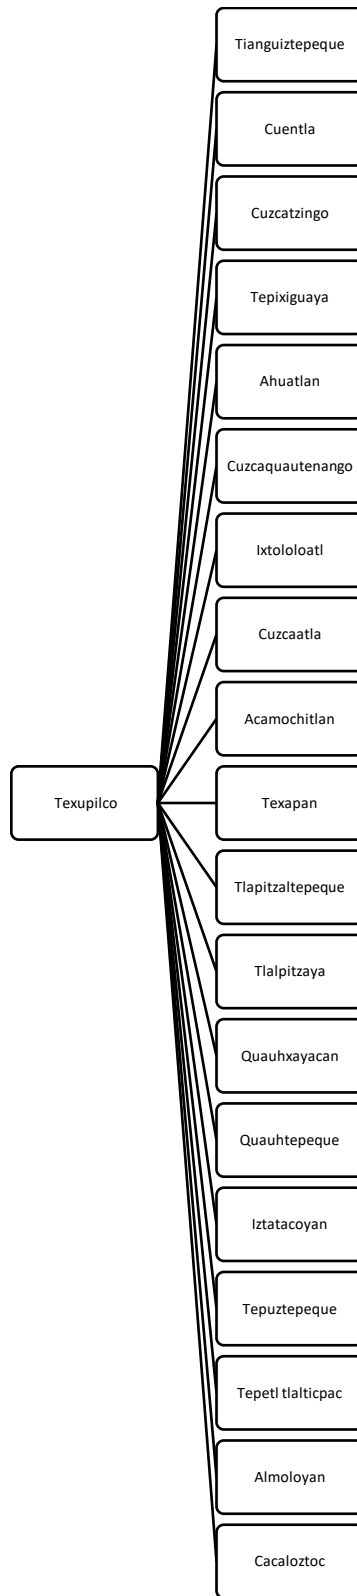 Texupilco
Tianguiztepeque
Cuentla
Cuzcatzingo
Tepixiguaya
Ahuatlan
Cuzcaquautenango
Ixtololoatl
Cuzcaatla
Acamochitlan
Texapan
Tlapitzaltepeque
Tlalpitzaya
Quauhxayacan
Quauhtepeque
Iztatacoyan
Tepuztepeque
Tepetl tlalticpac
Almoloyan
Cacaloztoc